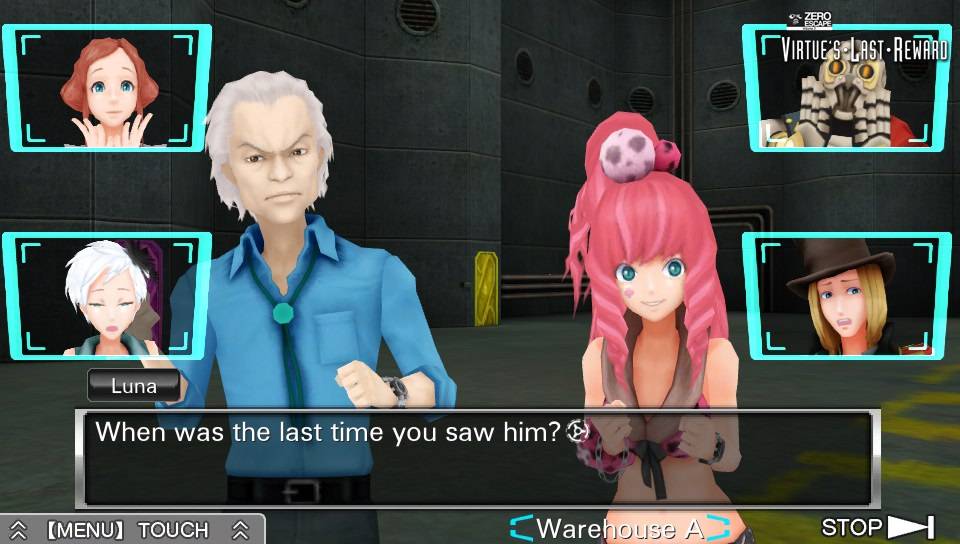 ZERO
ESCAPE
VIRTUE'S·LAST·REWARD
Luna
When was the last time you saw him?
【MENU】 TOUCH
Warehouse A
STOP